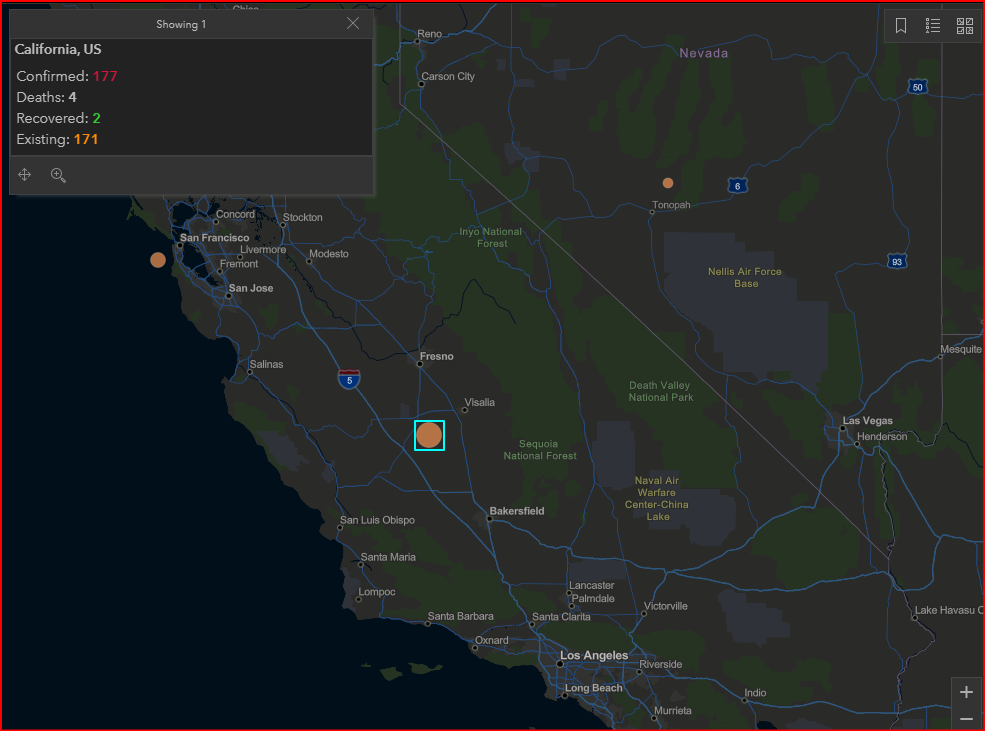 Showing 1
California, US
Confirmed: 177
Deaths: 4
Recovered: 2
Existing: 171
Reno
Carson City
Nevada
50
6
Tonopah
93
Concord
Stockton
San Francisco
Livermore
Modesto
Fremont
San Jose
Inyo National
Forest
Nellis Air Force
Base
Salinas
Fresno
5
Visalia
Mesquite
Death Valley
National Park
Las Vegas
Henderson
Sequoia
National Forest
Naval Air
Warfare
Center-China
Lake
Bakersfield
San Luis Obispo
Santa Maria
Lompoc
Lancaster
Palmdale
Santa Barbara
Santa Clarita
Victorville
Lake Havasu C
Oxnard
Los Angeles
Riverside
Long Beach
Indio
Murrieta